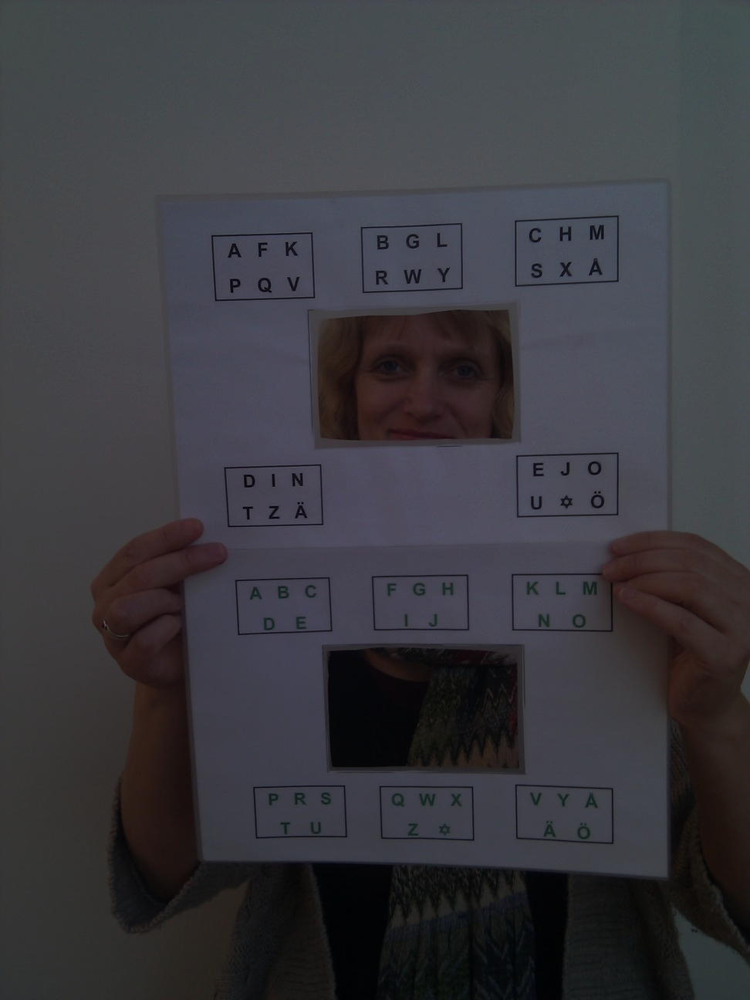 A F K
P Q V
B G L
R W Y
C H M
S X Å
D I N
T Z Ä
E J O
U ✡ Ö
A B C
D E
F G H
I J
K L M
N O
P R S
T U
Q W X
Z ✡
V Y Å
Ä Ö